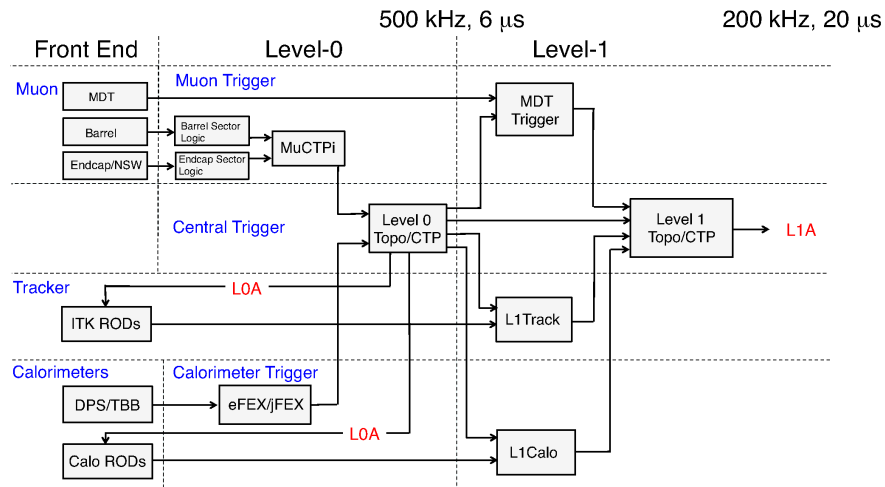 500 kHz, 6 μs
200 kHz, 20 μs
Front End
Level-0
Level-1
Muon
Muon Trigger
MDT
MDT
Trigger
Barrel
Barrel Sector
Logic
MuCTPi
Endcap/NSW
Endcap Sector
Logic
Central Trigger
Level 0
Topo/CTP
Level 1
Topo/CTP
L1A
Tracker
L0A
ITK RODs
L1Track
Calorimeters
Calorimeter Trigger
DPS/TBB
eFEX/jFEX
L0A
Calo RODs
L1Calo